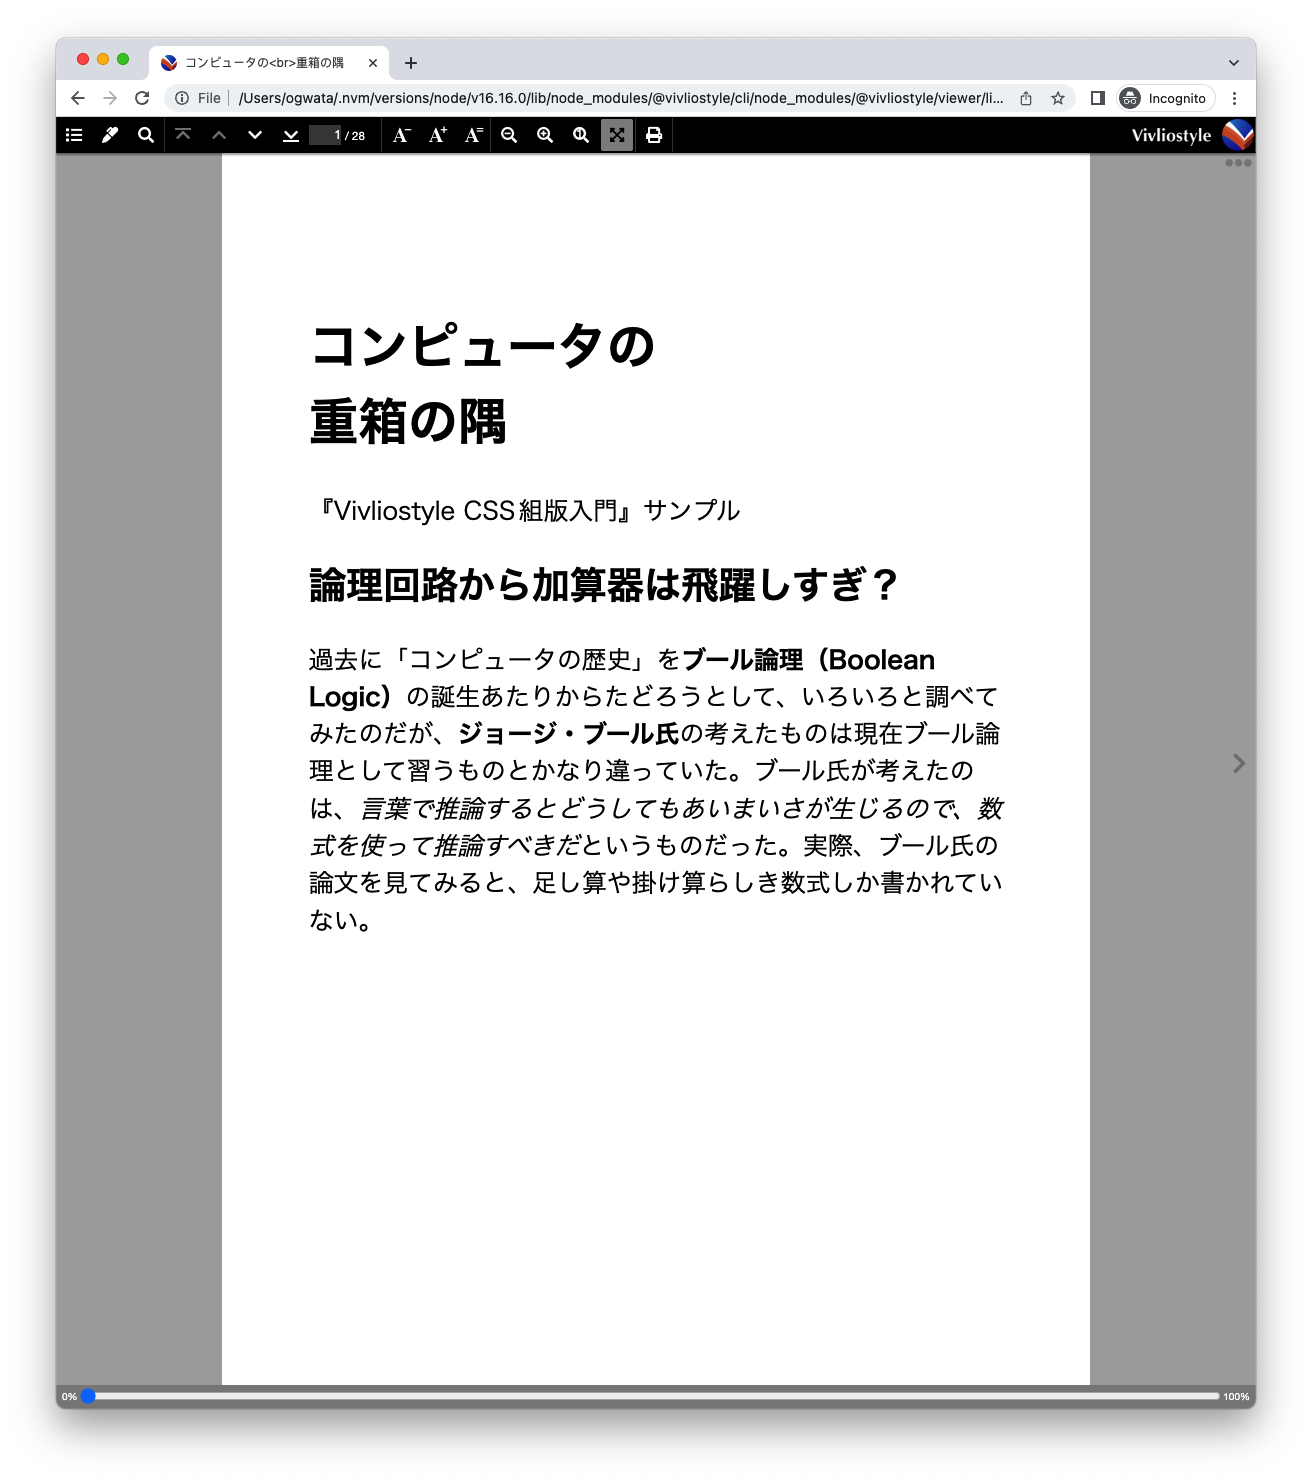 コンピュータの<br>重箱の隅
File
/Users/ogwata/.nvm/versions/node/v16.16.0/lib/node_modules/@vivliostyle/cli/node_modules/@vivliostyle/viewer/li...
Incognito
1 / 28
A⁻ A⁺ A⁼
Vivliostyle
コンピュータの
重箱の隅
『Vivliostyle CSS組版入門』サンプル
論理回路から加算器は飛躍しすぎ？
過去に「コンピュータの歴史」をブール論理（Boolean
Logic）の誕生あたりからたどろうとして、いろいろと調べて
みたのだが、ジョージ・ブール氏の考えたものは現在ブール論
理として習うものとかなり違っていた。ブール氏が考えたの
は、言葉で推論するとどうしてもあいまいさが生じるので、数
式を使って推論すべきだというものだった。実際、ブール氏の
論文を見てみると、足し算や掛け算らしき数式しか書かれてい
ない。
0%
100%